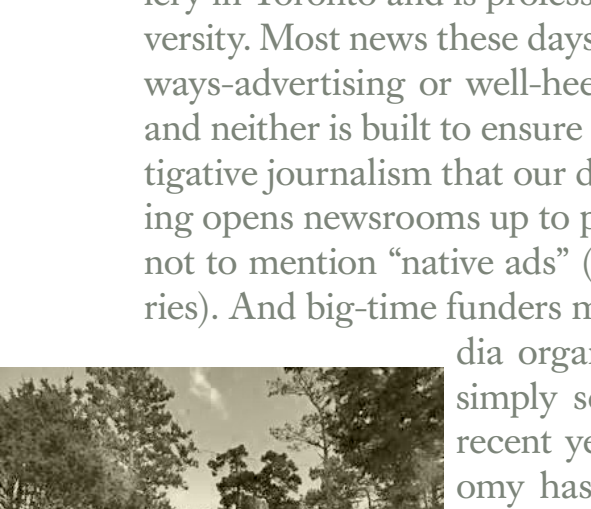 lery in Toronto and is profess
versity. Most news these days
ways-advertising or well-hee
and neither is built to ensure
tigative journalism that our d
ing opens newsrooms up to p
not to mention “native ads” (
ries). And big-time funders m
dia organ
simply se
recent ye
omy has